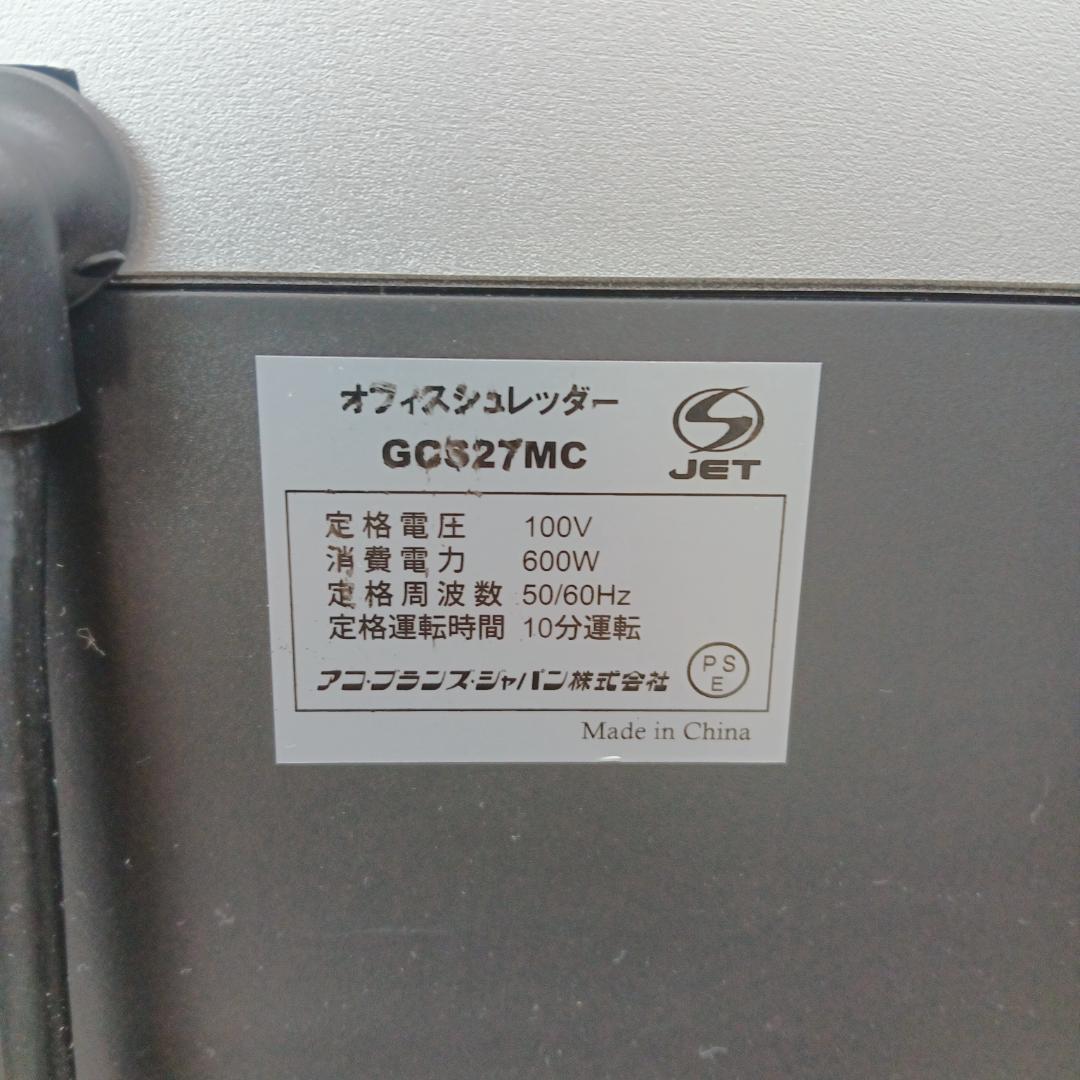 オフィスシュレッダー
GCS27MC
JET
定格電圧 100V
消費電力 600W
定格周波数 50/60Hz
定格運転時間 10分運転
アコ・ブランズ・ジャパン株式会社
PSE
Made in China